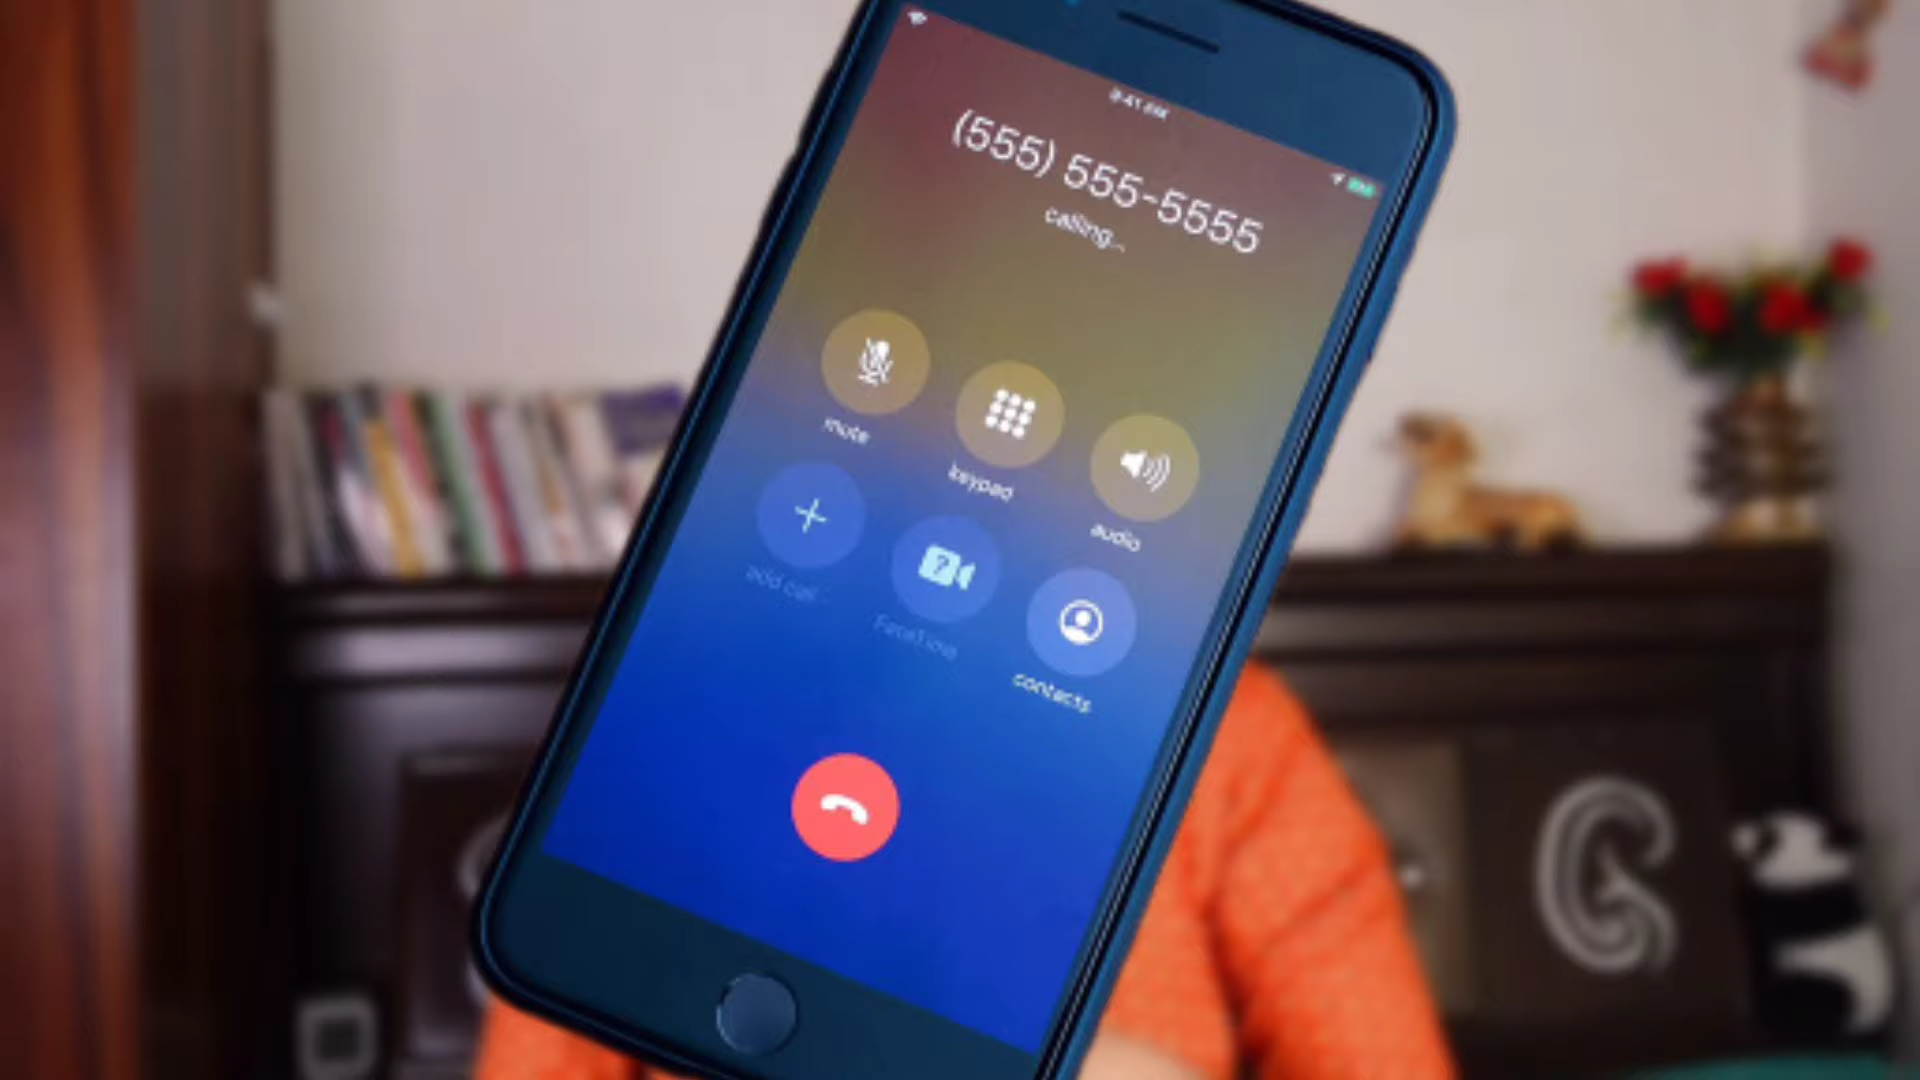 9:41 PM
(555) 555-5555
calling...
mute
keypad
audio
add call
FaceTime
contacts